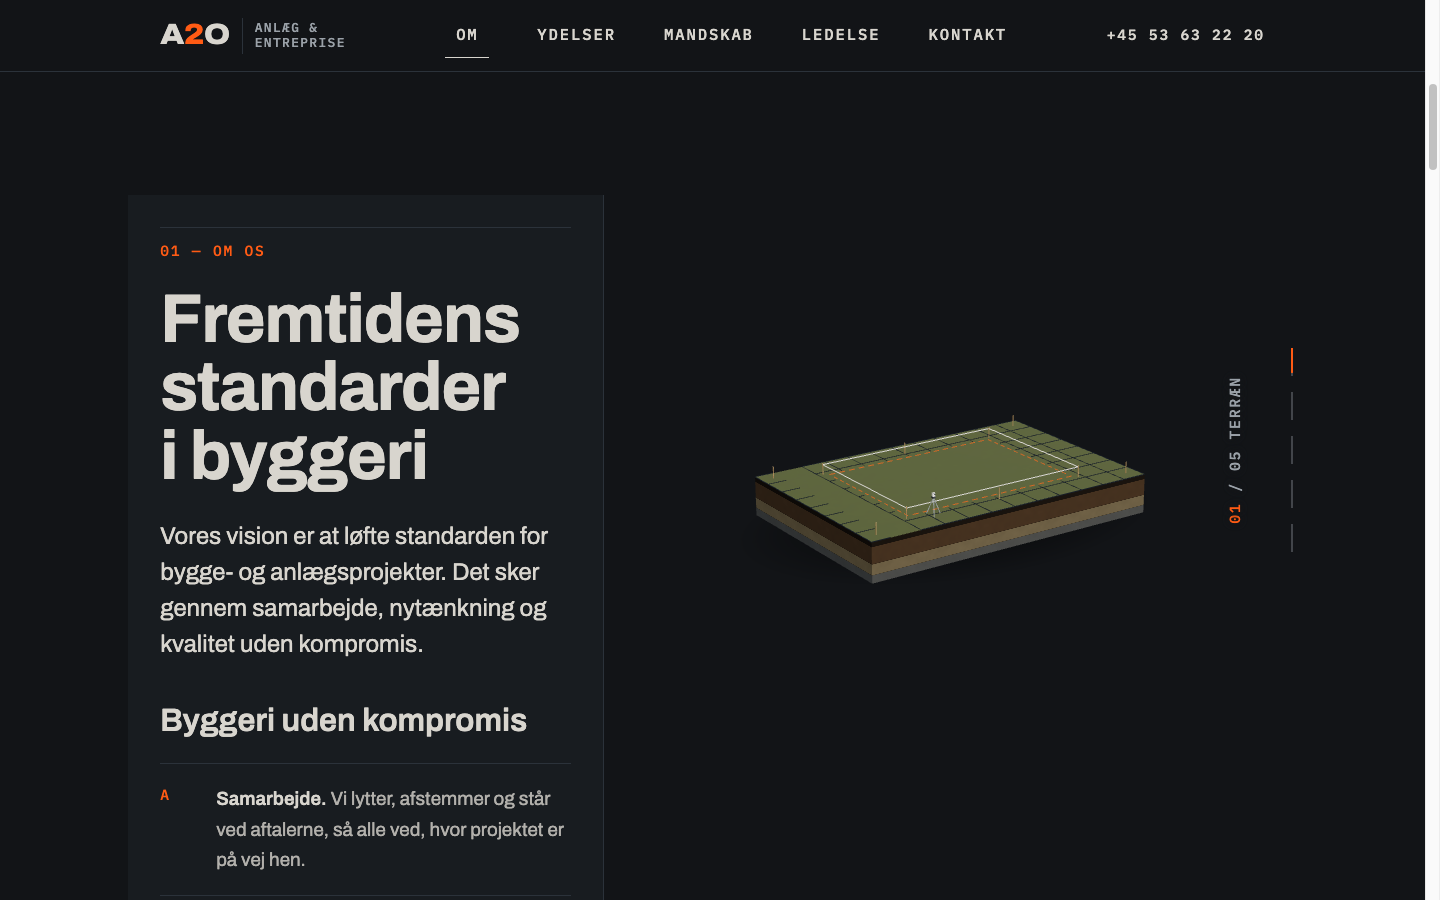 A2O
ANLÆG &
ENTREPRISE
OM
YDELSER
MANDSKAB
LEDELSE
KONTAKT
+45 53 63 22 20
01 — OM OS
Fremtidens
standarder
i byggeri
Vores vision er at løfte standarden for
bygge- og anlægsprojekter. Det sker
gennem samarbejde, nytænkning og
kvalitet uden kompromis.
Byggeri uden kompromis
A
Samarbejde. Vi lytter, afstemmer og står
ved aftalerne, så alle ved, hvor projektet er
på vej hen.
01 / 05 TERRÆN